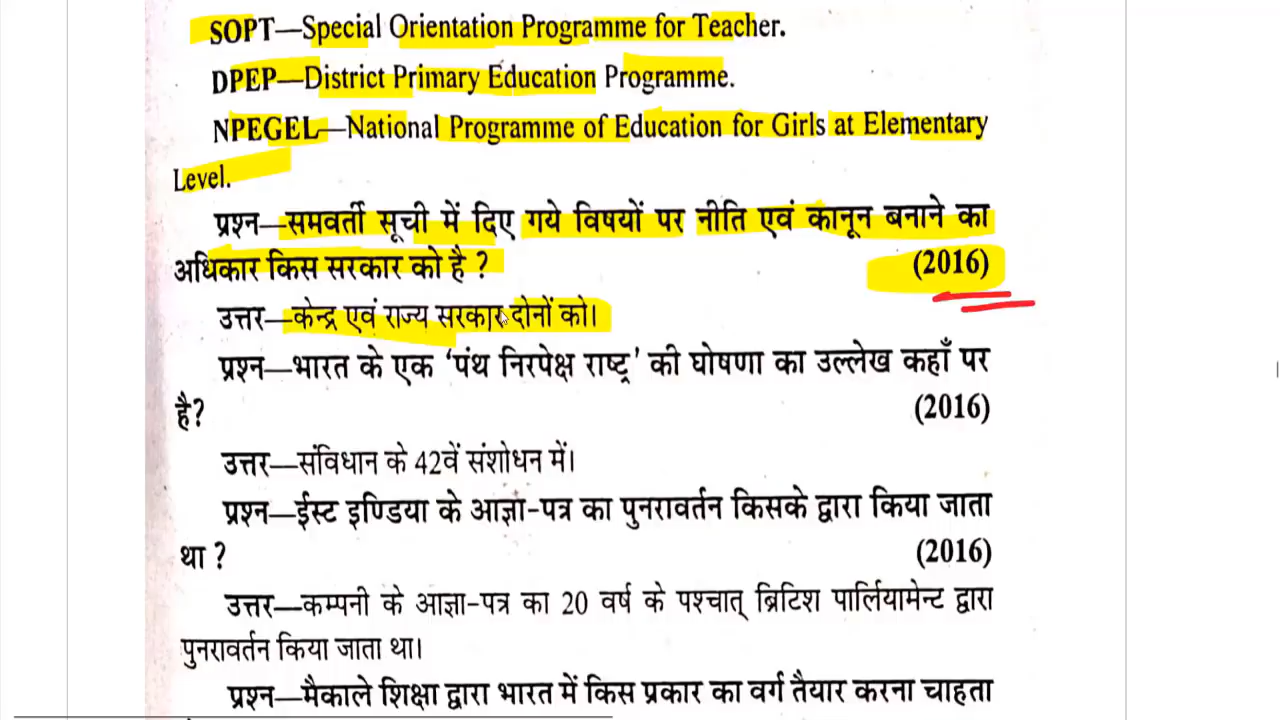 SOPT—Special Orientation Programme for Teacher.
DPEP—District Primary Education Programme.
NPEGEL—National Programme of Education for Girls at Elementary
Level.
प्रश्न—समवर्ती सूची में दिए गये विषयों पर नीति एवं कानून बनाने का
अधिकार किस सरकार को है ? (2016)
उत्तर—केन्द्र एवं राज्य सरकार दोनों को।
प्रश्न—भारत के एक 'पंथ निरपेक्ष राष्ट्र' की घोषणा का उल्लेख कहाँ पर
है? (2016)
उत्तर—संविधान के 42वें संशोधन में।
प्रश्न—ईस्ट इण्डिया के आज्ञा-पत्र का पुनरावर्तन किसके द्वारा किया जाता
था ? (2016)
उत्तर—कम्पनी के आज्ञा-पत्र का 20 वर्ष के पश्चात् ब्रिटिश पार्लियामेन्ट द्वारा
पुनरावर्तन किया जाता था।
प्रश्न—मैकाले शिक्षा द्वारा भारत में किस प्रकार का वर्ग तैयार करना चाहता